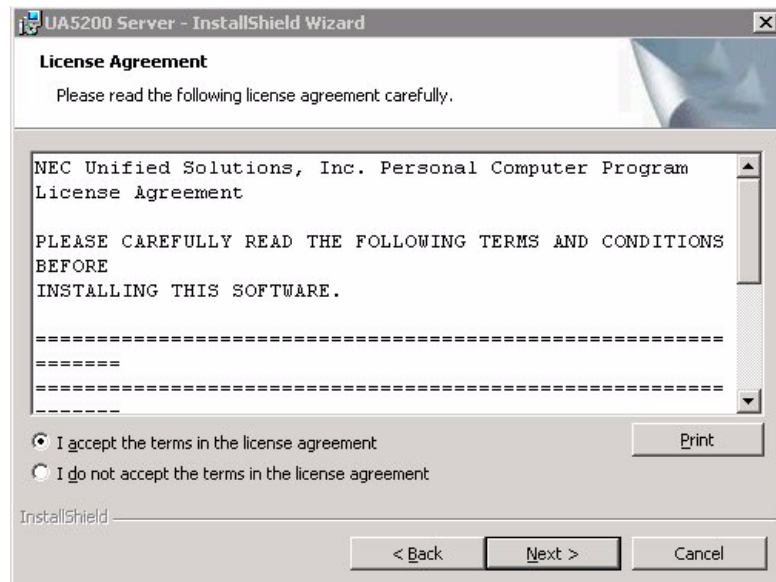 UA5200 Server - InstallShield Wizard
License Agreement
Please read the following license agreement carefully.
NEC Unified Solutions, Inc. Personal Computer Program
License Agreement
PLEASE CAREFULLY READ THE FOLLOWING TERMS AND CONDITIONS
BEFORE
INSTALLING THIS SOFTWARE.
=========================================================
=======
=========================================================
=======
I accept the terms in the license agreement
Print
I do not accept the terms in the license agreement
InstallShield
< Back
Next >
Cancel